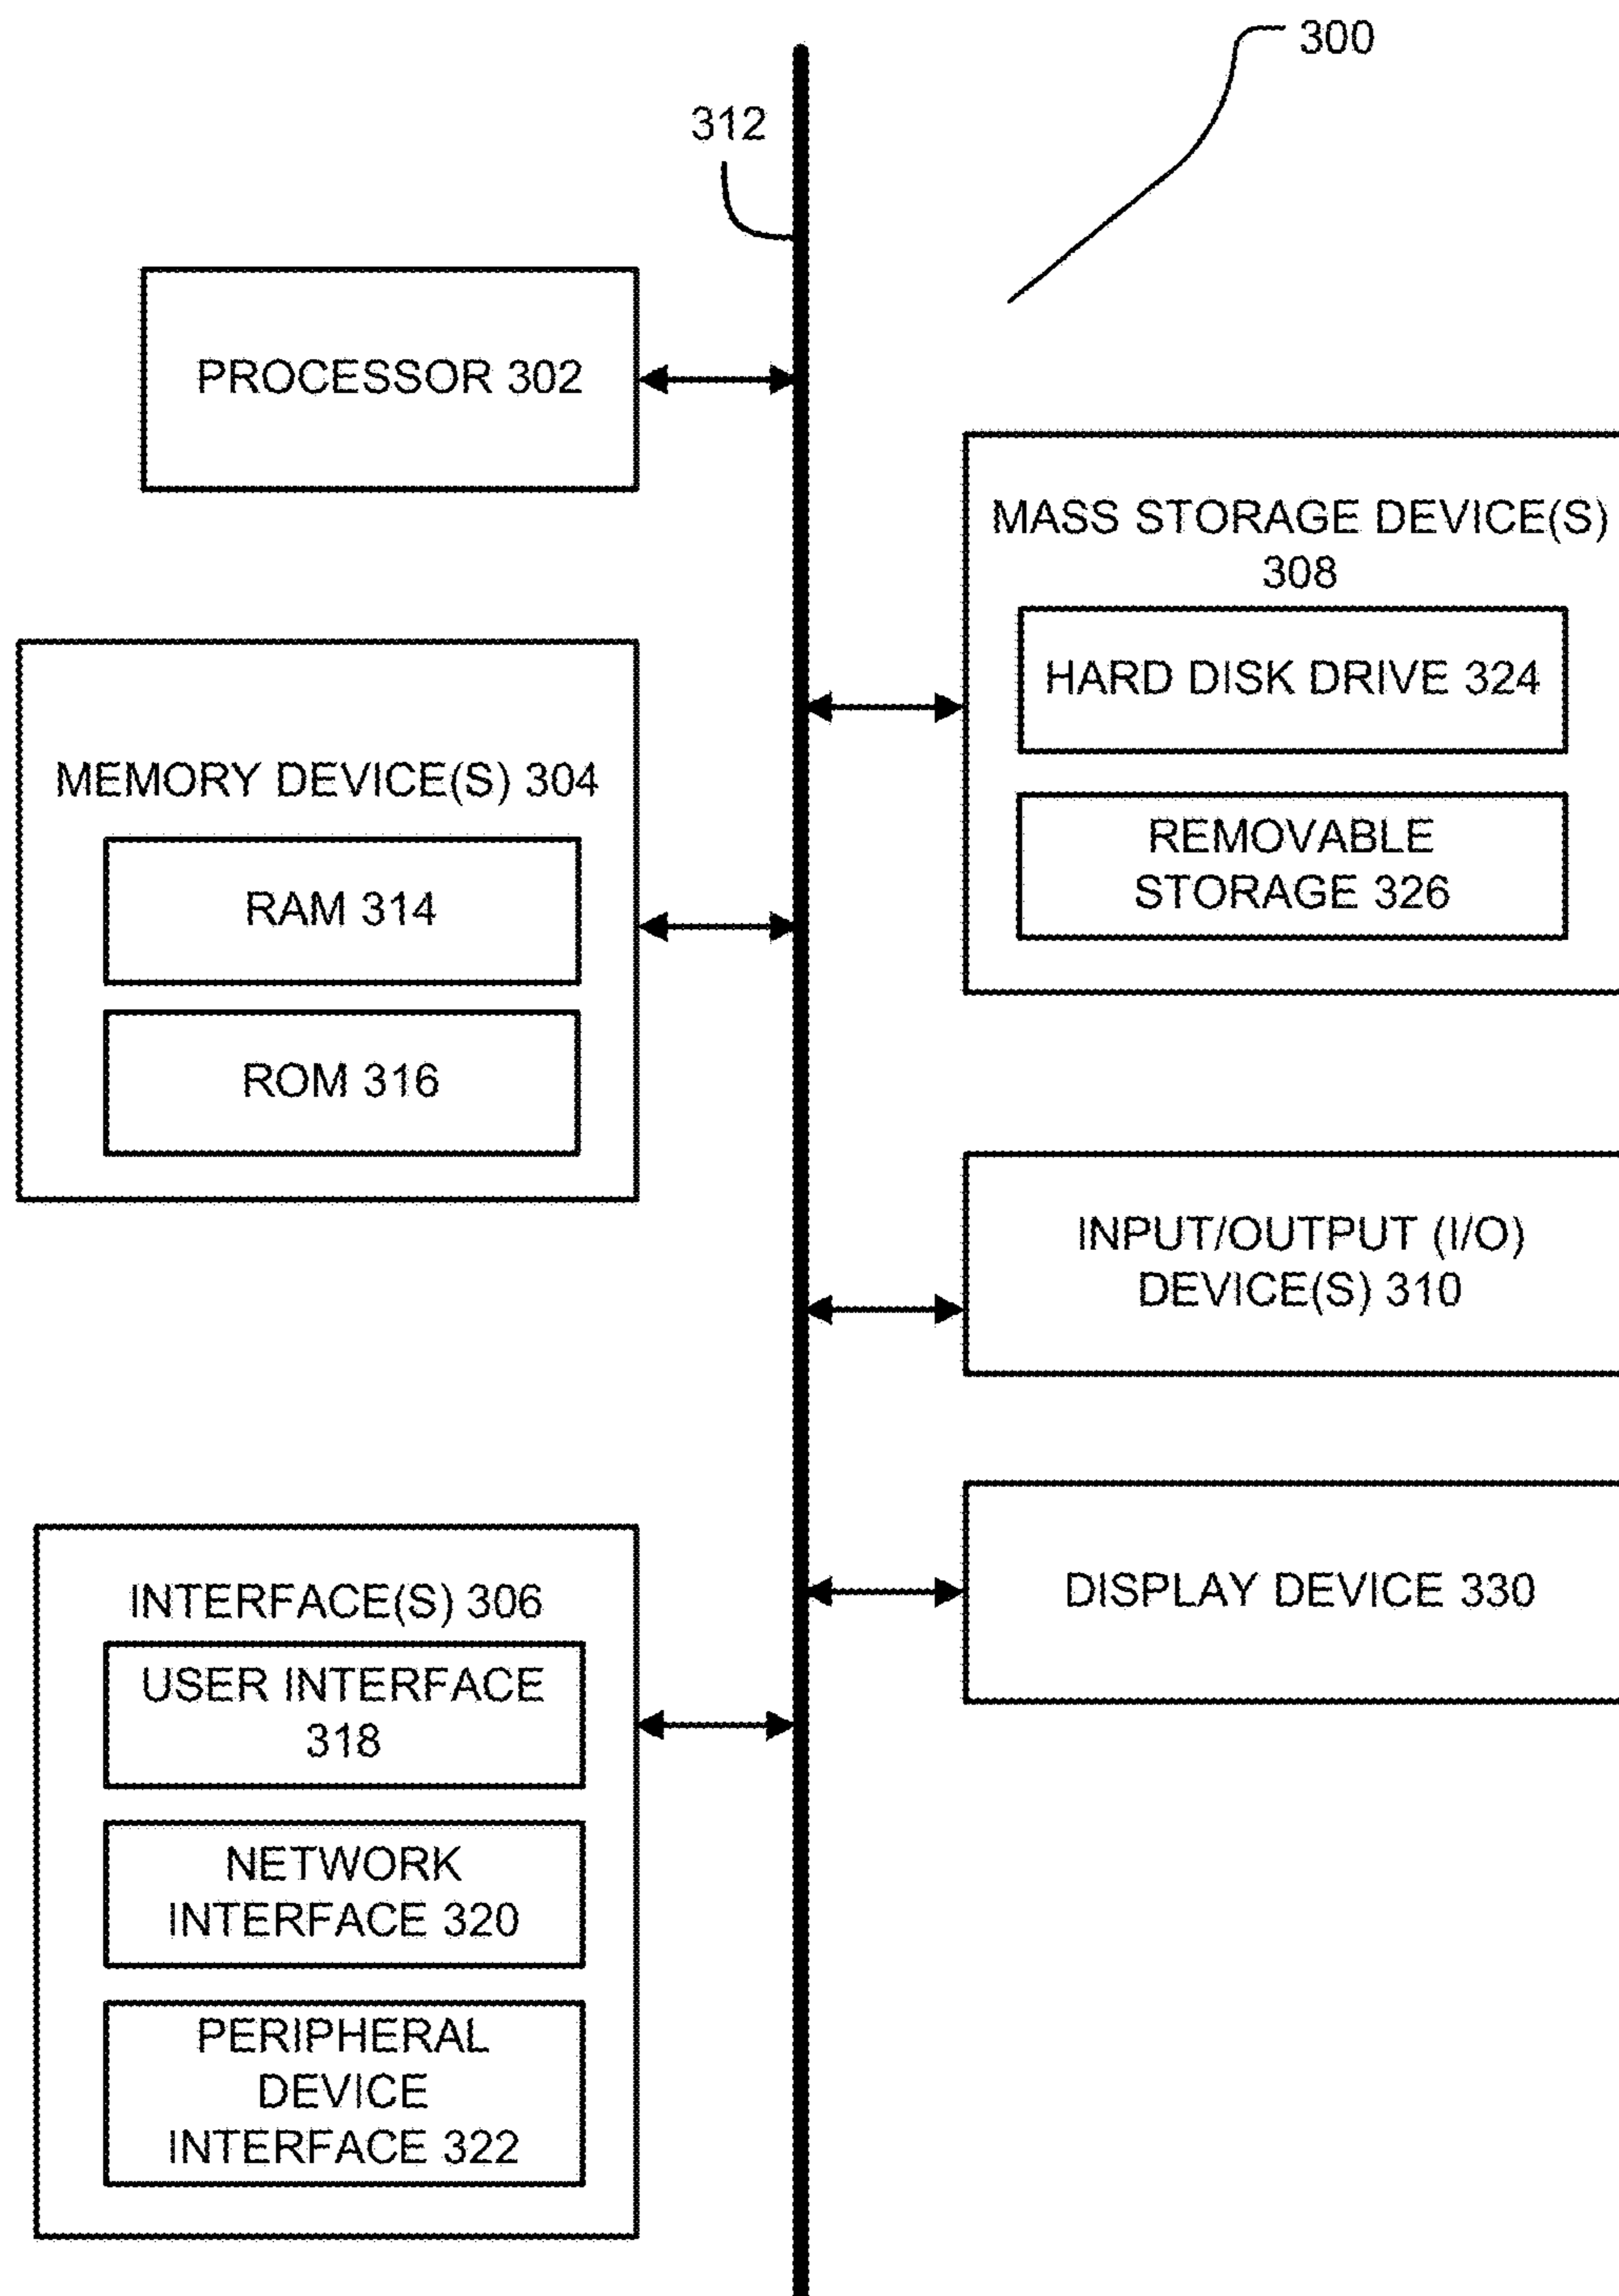 300
312
PROCESSOR 302
MASS STORAGE DEVICE(S)
308
HARD DISK DRIVE 324
REMOVABLE
STORAGE 326
MEMORY DEVICE(S) 304
RAM 314
ROM 316
INPUT/OUTPUT (I/O)
DEVICE(S) 310
DISPLAY DEVICE 330
INTERFACE(S) 306
USER INTERFACE
318
NETWORK
INTERFACE 320
PERIPHERAL
DEVICE
INTERFACE 322